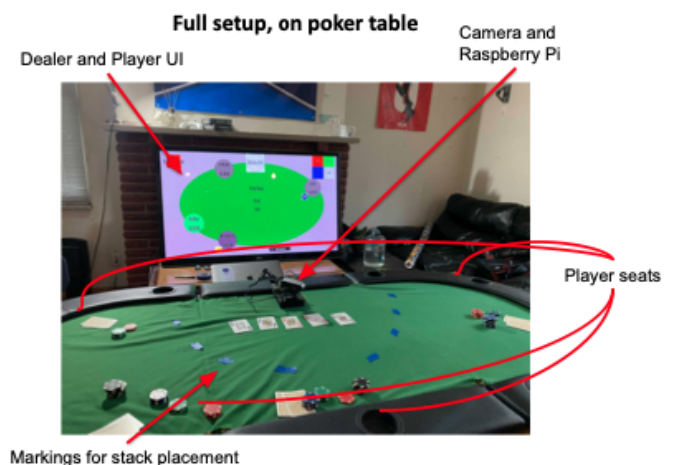 Full setup, on poker table
Dealer and Player UI
Camera and
Raspberry Pi
Player seats
Markings for stack placement